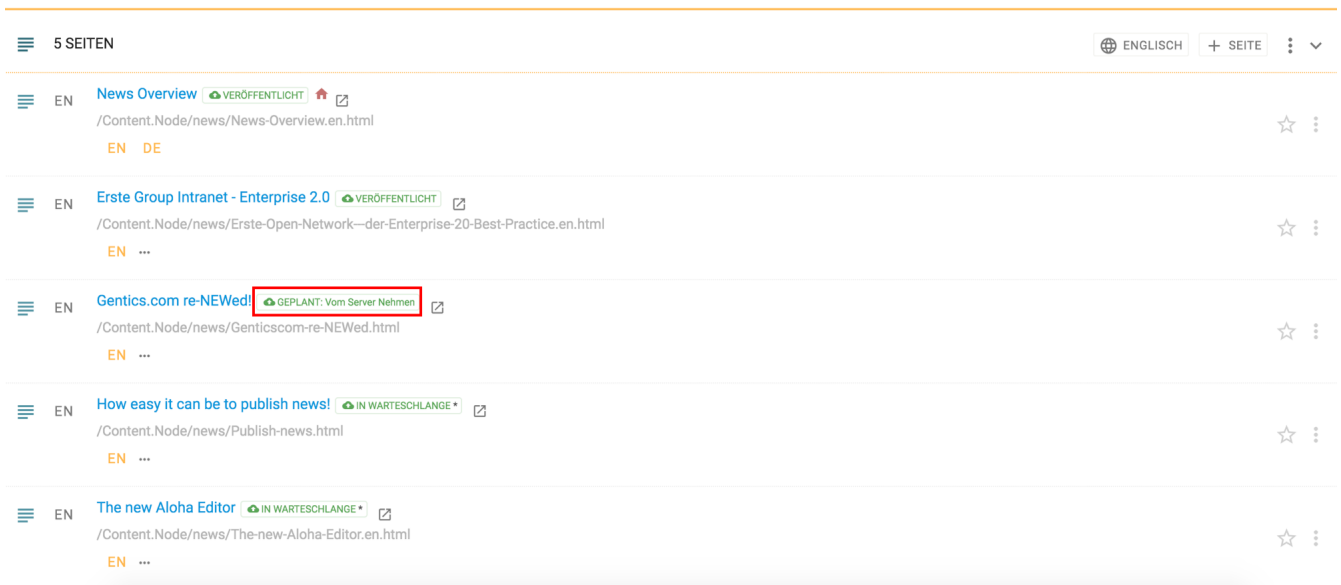 5 SEITEN ENGLISCH + SEITE
EN News Overview VERÖFFENTLICHT
/Content.Node/news/News-Overview.en.html
EN DE
EN Erste Group Intranet - Enterprise 2.0 VERÖFFENTLICHT
/Content.Node/news/Erste-Open-Network---der-Enterprise-20-Best-Practice.en.html
EN ...
EN Gentics.com re-NEWed! GEPLANT: Vom Server Nehmen
/Content.Node/news/Genticscom-re-NEWed.html
EN ...
EN How easy it can be to publish news! IN WARTESCHLANGE *
/Content.Node/news/Publish-news.html
EN ...
EN The new Aloha Editor IN WARTESCHLANGE *
/Content.Node/news/The-new-Aloha-Editor.en.html
EN ...